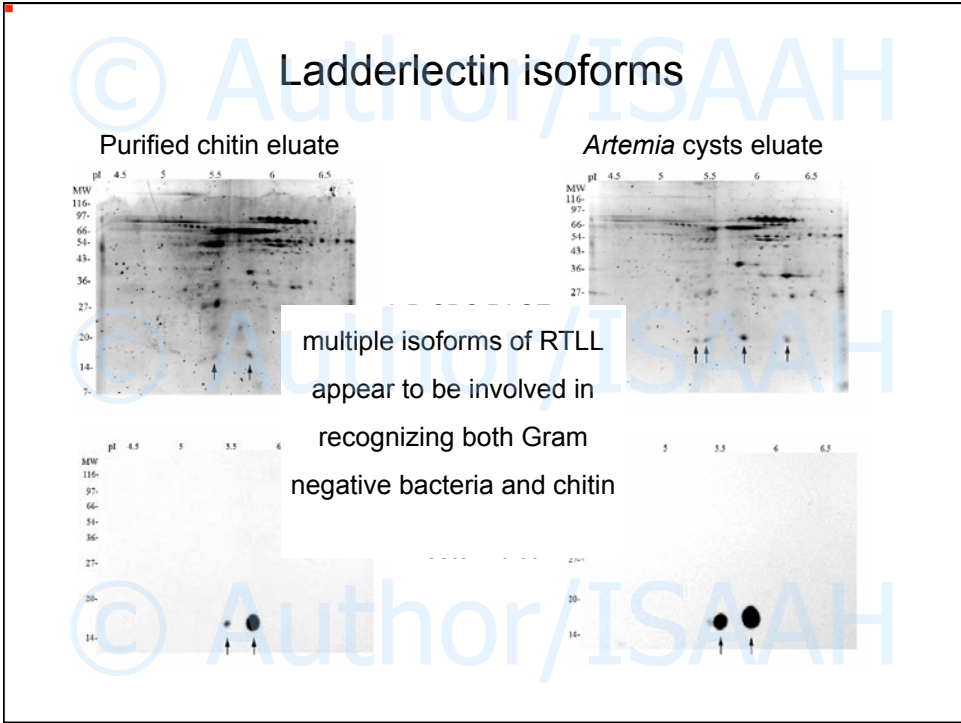 © Author/ISAAH
Ladderlectin isoforms
Purified chitin eluate
Artemia cysts eluate
pI 4.5 5 5.5 6 6.5
MW
116-
97-
66-
54-
43-
36-
27-
20-
14-
7-
pI 4.5 5 5.5 6 6.5
MW
116-
97-
66-
54-
43-
36-
27-
20-
14-
multiple isoforms of RTLL
appear to be involved in
recognizing both Gram
negative bacteria and chitin
© Author/ISAAH
pI 4.5 5 5.5
MW
116-
97-
66-
54-
36-
27-
20-
14-
5 5.5 6 6.5
20-
14-
© Author/ISAAH